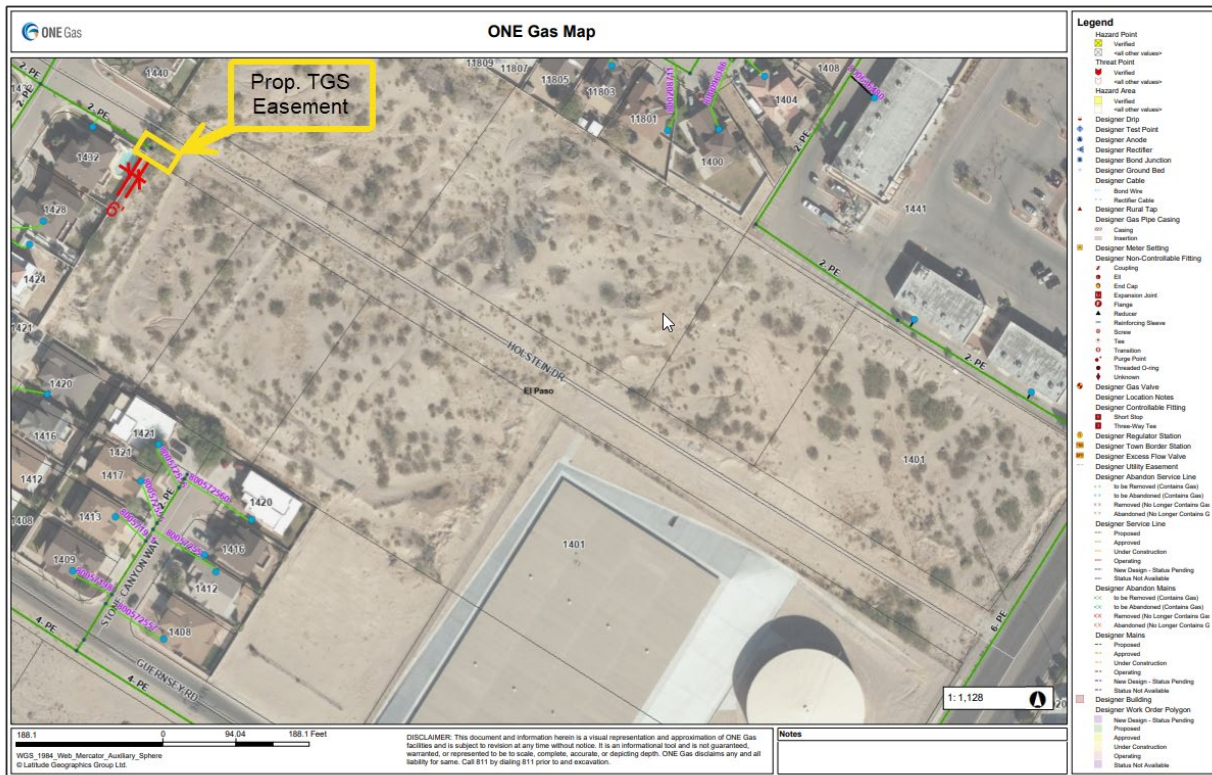 ONE Gas
ONE Gas Map
Prop. TGS
Easement
6'
2. PE
2. PE
2. PE
1440
1432
1428
1424
1421
1420
1416
1412
1408
11809
11807
11805
11803
11801
1408
1404
1400
2. PE
1441
2. PE
2. PE
HOLSTEIN DR
El Paso
1401
1401
1421
1421
1417
1413
1409
800572560
1420
1416
1412
1408
2. PE
STONE CANYON WAY
4. PE
4. PE
GUERNSEY RD
6. PE
1: 1,128
Legend
Hazard Point
Verified
<all other values>
Threat Point
Verified
<all other values>
Hazard Area
Verified
<all other values>
Designer Drip
Designer Test Point
Designer Anode
Designer Rectifier
Designer Bond Junction
Designer Ground Bed
Designer Cable
Bond Wire
Rectifier Cable
Designer Rural Tap
Designer Gas Pipe Casing
Casing
Insertion
Designer Meter Setting
Designer Non-Controllable Fitting
Coupling
Ell
End Cap
Expansion Joint
Flange
Reducer
Reinforcing Sleeve
Screw
Tee
Transition
Purge Point
Threaded O-ring
Unknown
Designer Gas Valve
Designer Location Notes
Designer Controllable Fitting
Short Stop
Three-Way Tee
Designer Regulator Station
Designer Town Border Station
Designer Excess Flow Valve
Designer Utility Easement
Designer Abandon Service Line
to be Removed (Contains Gas)
to be Abandoned (Contains Gas)
Removed (No Longer Contains Gas
Abandoned (No Longer Contains G
Designer Service Line
Proposed
Approved
Under Construction
Operating
New Design - Status Pending
Status Not Available
Designer Abandon Mains
to be Removed (Contains Gas)
to be Abandoned (Contains Gas)
Removed (No Longer Contains Gas
Abandoned (No Longer Contains G
Designer Mains
Proposed
Approved
Under Construction
Operating
New Design - Status Pending
Status Not Available
Designer Building
Designer Work Order Polygon
New Design - Status Pending
Proposed
Approved
Under Construction
Operating
Status Not Available
188.1 0 94.04 188.1 Feet
WGS_1984_Web_Mercator_Auxiliary_Sphere
© Latitude Geographics Group Ltd.
DISCLAIMER: This document and information herein is a visual representation and approximation of ONE Gas
facilities and is subject to revision at any time without notice. It is an informational tool and is not guaranteed,
warranted, or represented to be to scale, complete, accurate, or depicting depth. ONE Gas disclaims any and all
liability for same. Call 811 by dialing 811 prior to and excavation.
Notes